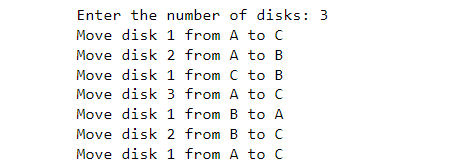 Enter the number of disks: 3
Move disk 1 from A to C
Move disk 2 from A to B
Move disk 1 from C to B
Move disk 3 from A to C
Move disk 1 from B to A
Move disk 2 from B to C
Move disk 1 from A to C